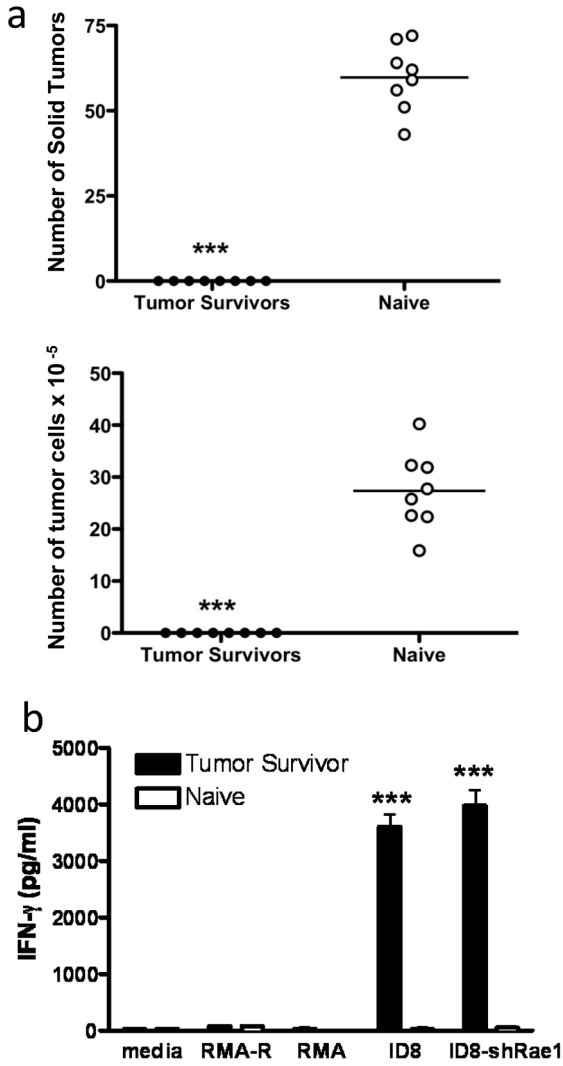 a
Number of Solid Tumors
75
50
25
0
***
Tumor Survivors
Naive
Number of tumor cells x 10 -5
50
40
30
20
10
0
***
Tumor Survivors
Naive
b
IFN-γ (pg/ml)
5000
4000
3000
2000
1000
0
Tumor Survivor
Naive
***
***
media
RMA-R
RMA
ID8
ID8-shRae1